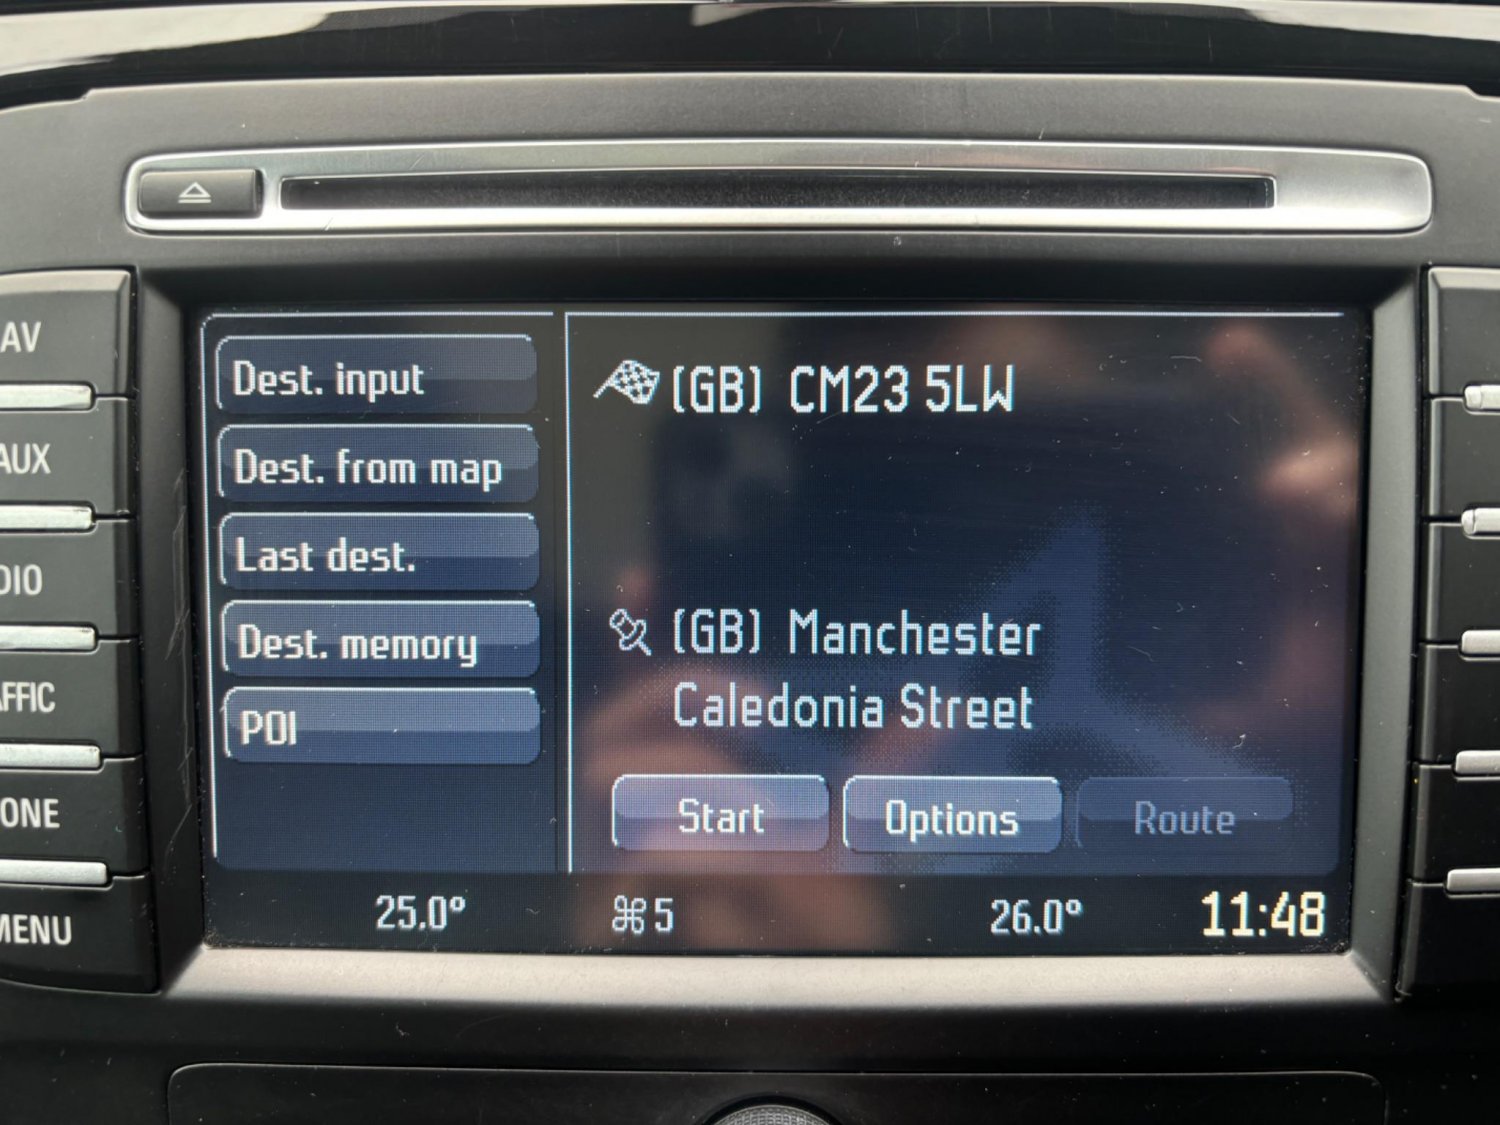 AV
AUX
DIO
AFFIC
ONE
MENU
Dest. input
Dest. from map
Last dest.
Dest. memory
POI
(GB) CM23 5LW
(GB) Manchester
Caledonia Street
Start
Options
Route
25.0°
5
26.0°
11:48